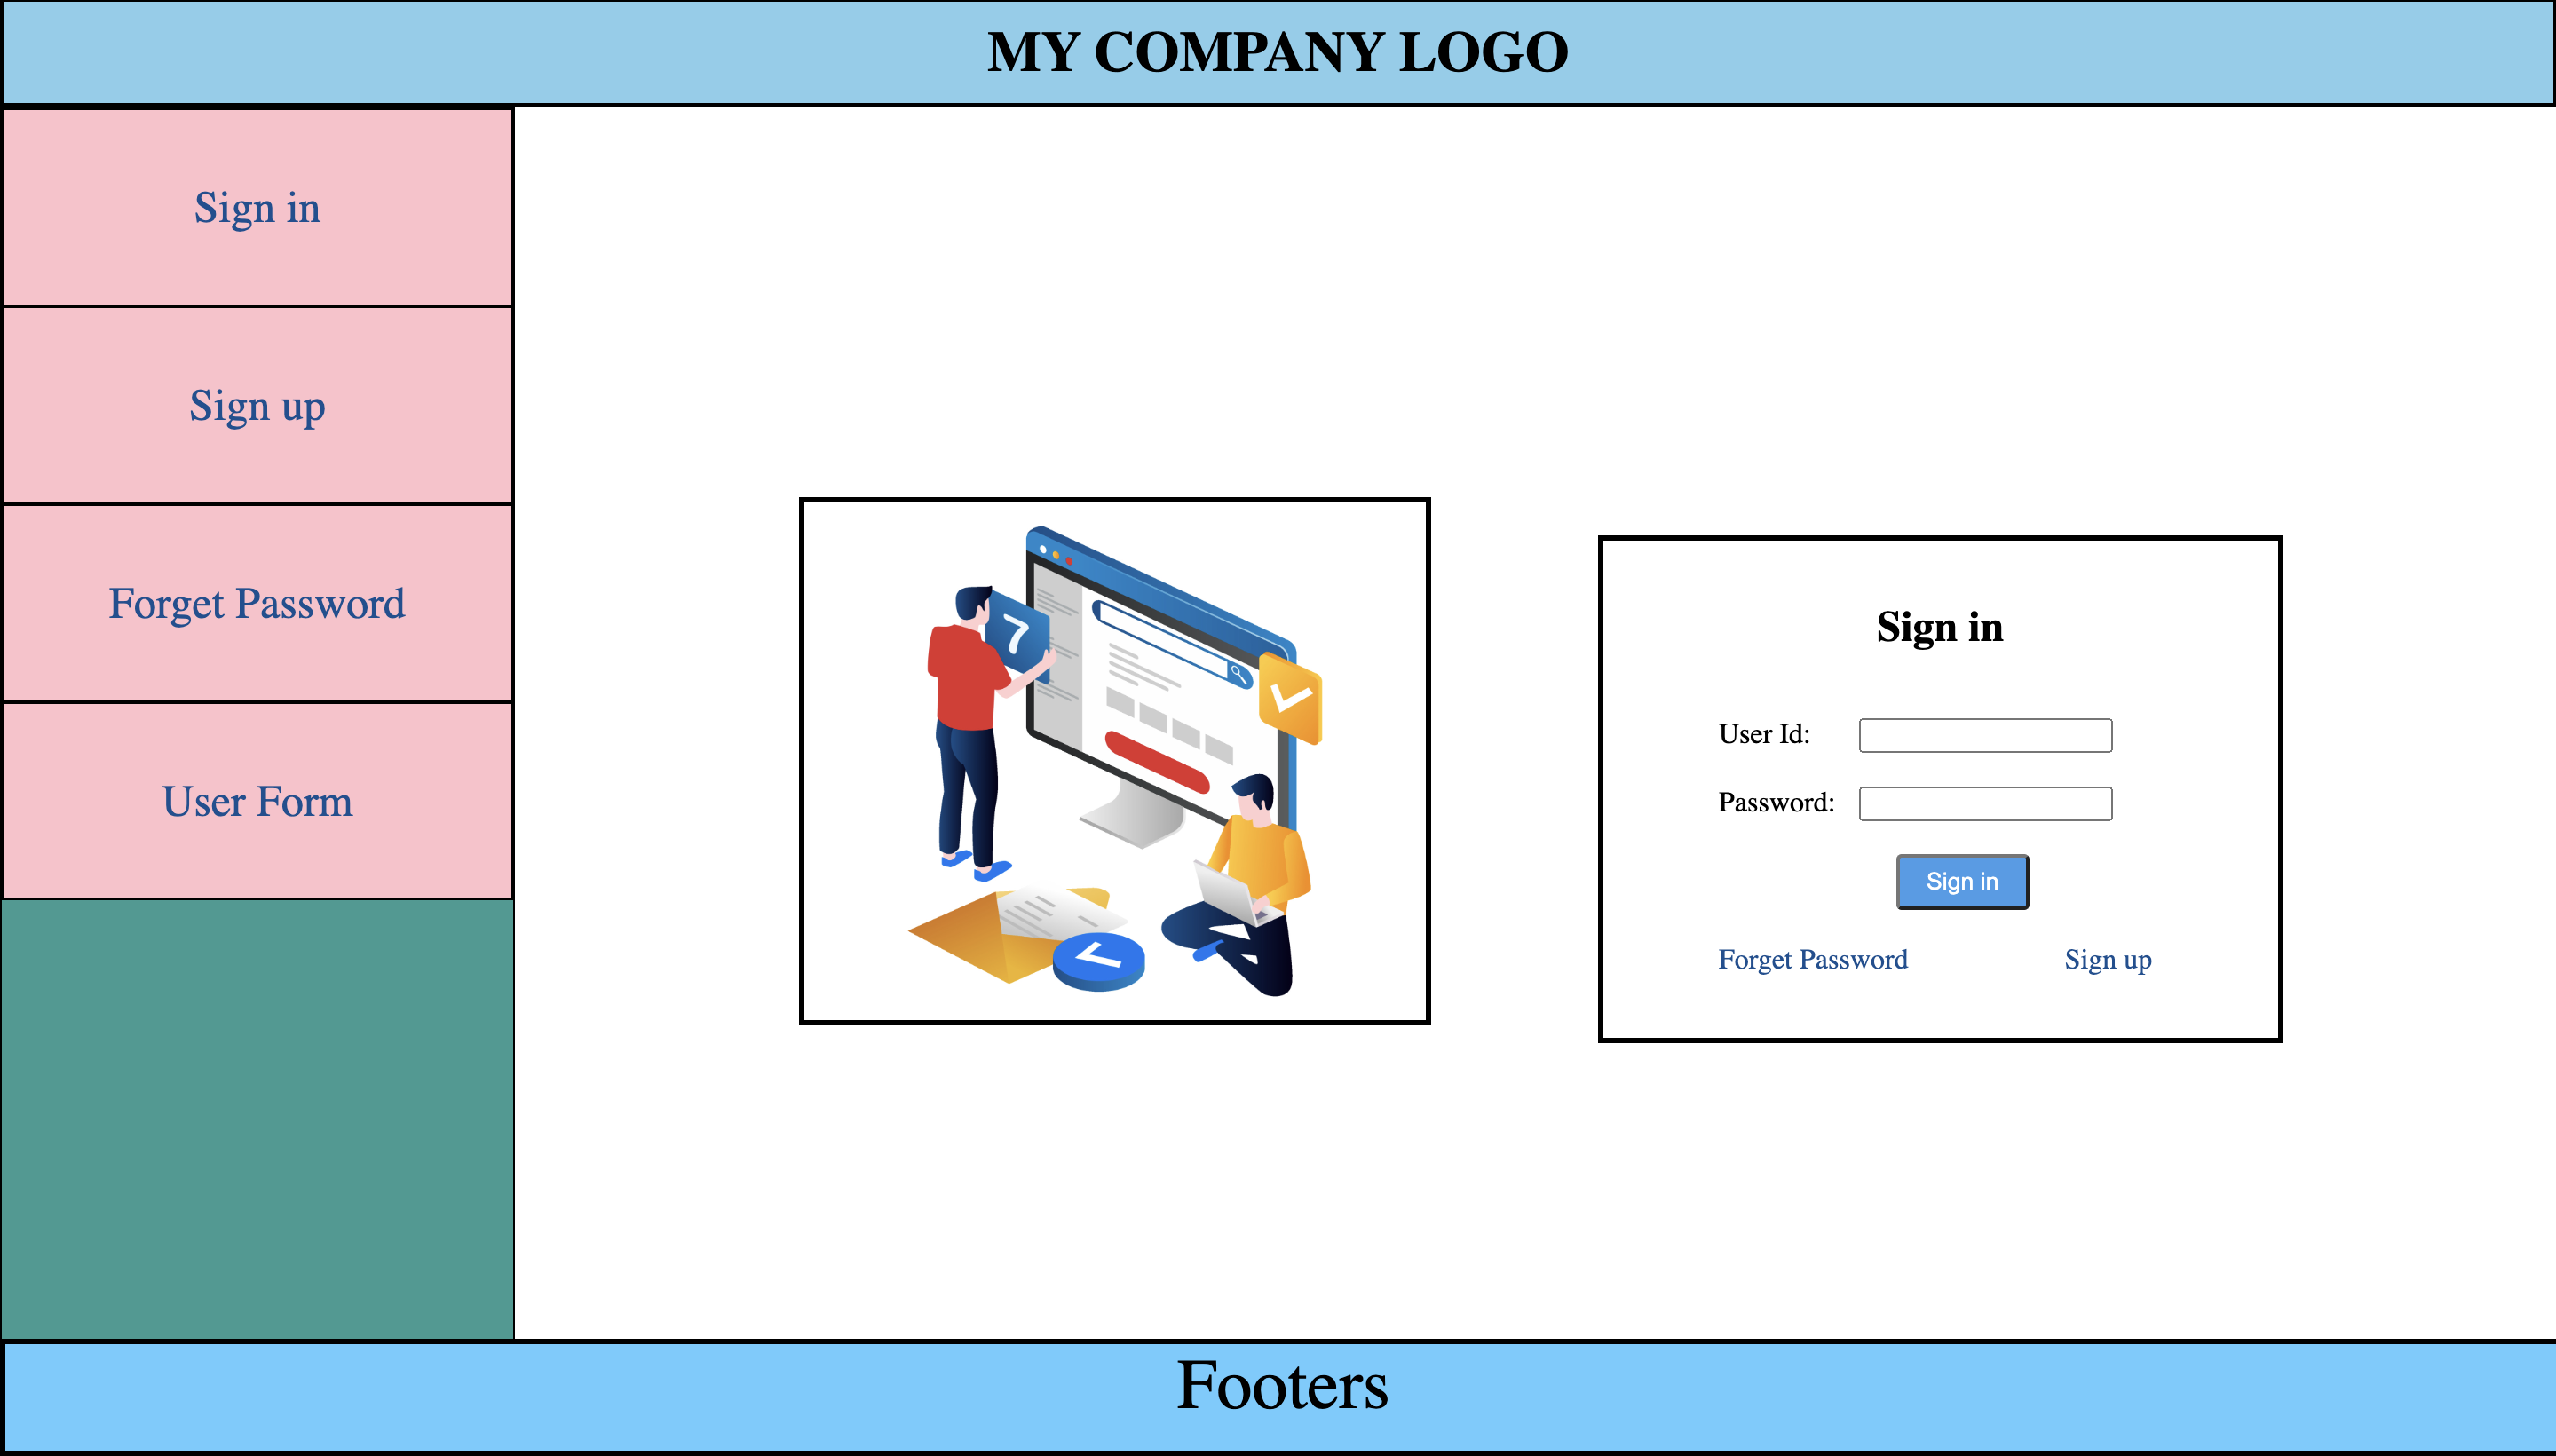 MY COMPANY LOGO
Sign in
Sign up
Forget Password
User Form
7
Sign in
User Id:
Password:
Sign in
Forget Password Sign up
Footers